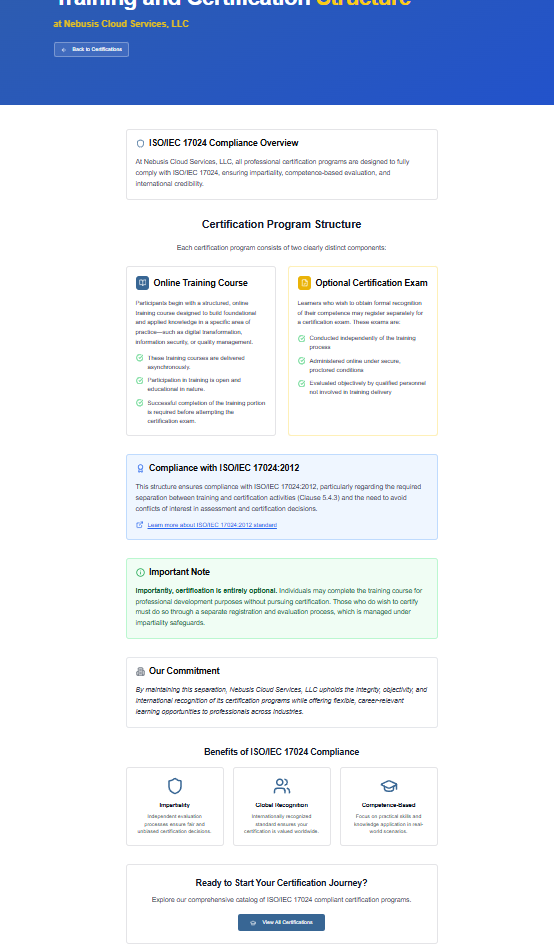 Training and Certification Structure
at Nebusis Cloud Services, LLC
Back to Certifications
ISO/IEC 17024 Compliance Overview
At Nebusis Cloud Services, LLC, all professional certification programs are designed to fully
comply with ISO/IEC 17024, ensuring impartiality, competence-based evaluation, and
international credibility.
Certification Program Structure
Each certification program consists of two clearly distinct components:
Online Training Course
Participants begin with a structured, online
training course designed to build foundational
and applied knowledge in a specific area of
practice—such as digital transformation,
information security, or quality management.
These training courses are delivered
asynchronously.
Participation in training is open and
educational in nature.
Successful completion of the training portion
is required before attempting the
certification exam.
Optional Certification Exam
Learners who wish to obtain formal recognition
of their competence may register separately for
a certification exam. These exams are:
Conducted independently of the training
process
Administered online under secure,
proctored conditions
Evaluated objectively by qualified personnel
not involved in training delivery
Compliance with ISO/IEC 17024:2012
This structure ensures compliance with ISO/IEC 17024:2012, particularly regarding the required
separation between training and certification activities (Clause 5.4.3) and the need to avoid
conflicts of interest in assessment and certification decisions.
Learn more about ISO/IEC 17024:2012 standard
Important Note
Importantly, certification is entirely optional. Individuals may complete the training course for
professional development purposes without pursuing certification. Those who do wish to certify
must do so through a separate registration and evaluation process, which is managed under
impartiality safeguards.
Our Commitment
By maintaining this separation, Nebusis Cloud Services, LLC upholds the integrity, objectivity, and
international recognition of its certification programs while offering flexible, career-relevant
learning opportunities to professionals across industries.
Benefits of ISO/IEC 17024 Compliance
Impartiality
Independent evaluation
processes ensure fair and
unbiased certification decisions.
Global Recognition
Internationally recognized
standard ensures your
certification is valued worldwide.
Competence-Based
Focus on practical skills and
knowledge application in real-
world scenarios.
Ready to Start Your Certification Journey?
Explore our comprehensive catalog of ISO/IEC 17024 compliant certification programs.
View All Certifications